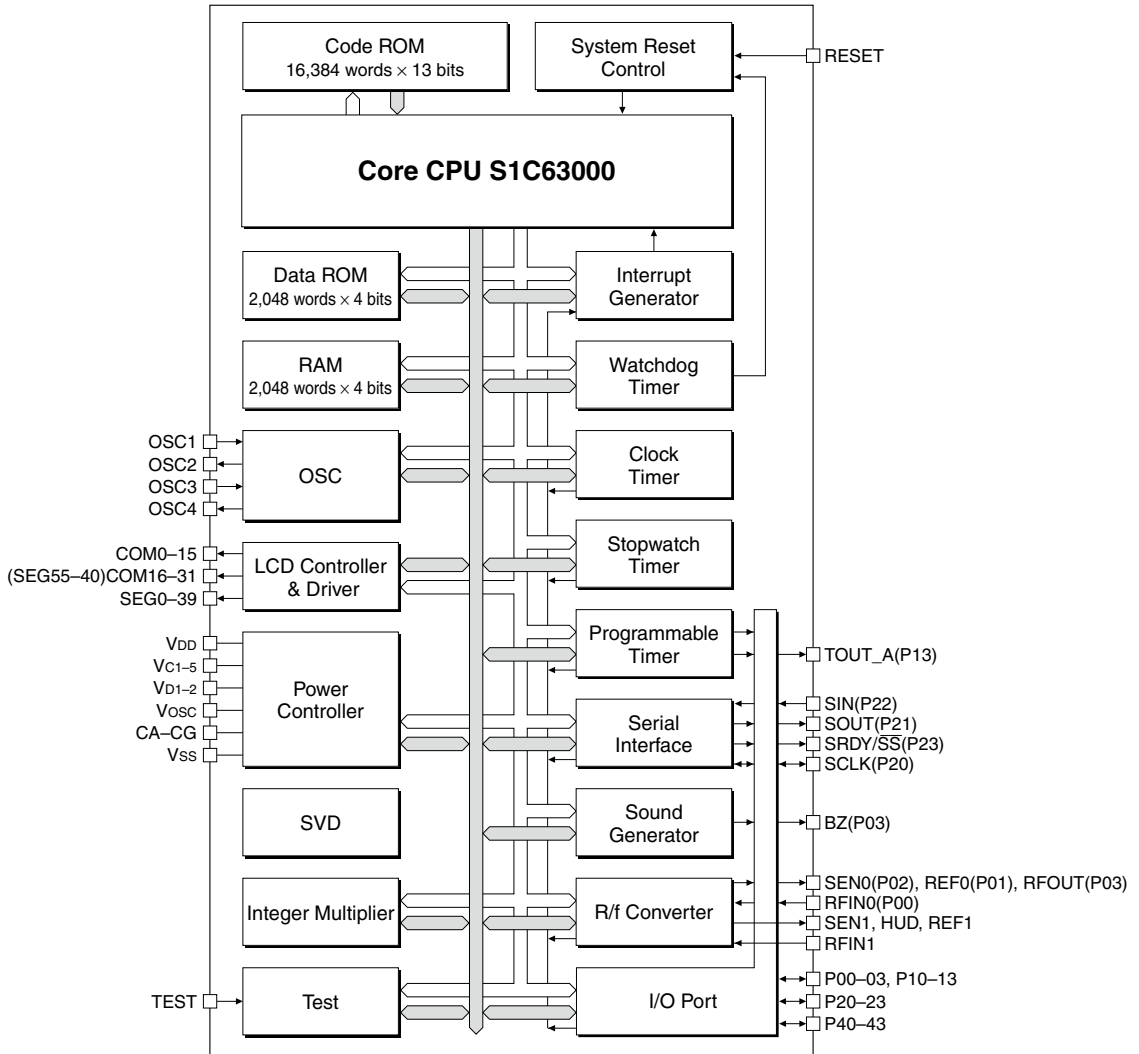 Code ROM
16,384 words × 13 bits
System Reset
Control
RESET
Core CPU S1C63000
Data ROM
2,048 words × 4 bits
Interrupt
Generator
RAM
2,048 words × 4 bits
Watchdog
Timer
OSC1
OSC2
OSC3
OSC4
OSC
Clock
Timer
COM0–15
(SEG55–40)COM16–31
SEG0–39
LCD Controller
& Driver
Stopwatch
Timer
VDD
VC1–5
VD1–2
VOSC
CA–CG
VSS
Power
Controller
Programmable
Timer
TOUT_A(P13)
Serial
Interface
SIN(P22)
SOUT(P21)
SRDY/S̅S̅(P23)
SCLK(P20)
SVD
Sound
Generator
BZ(P03)
Integer Multiplier
R/f Converter
SEN0(P02), REF0(P01), RFOUT(P03)
RFIN0(P00)
SEN1, HUD, REF1
RFIN1
TEST
Test
I/O Port
P00–03, P10–13
P20–23
P40–43